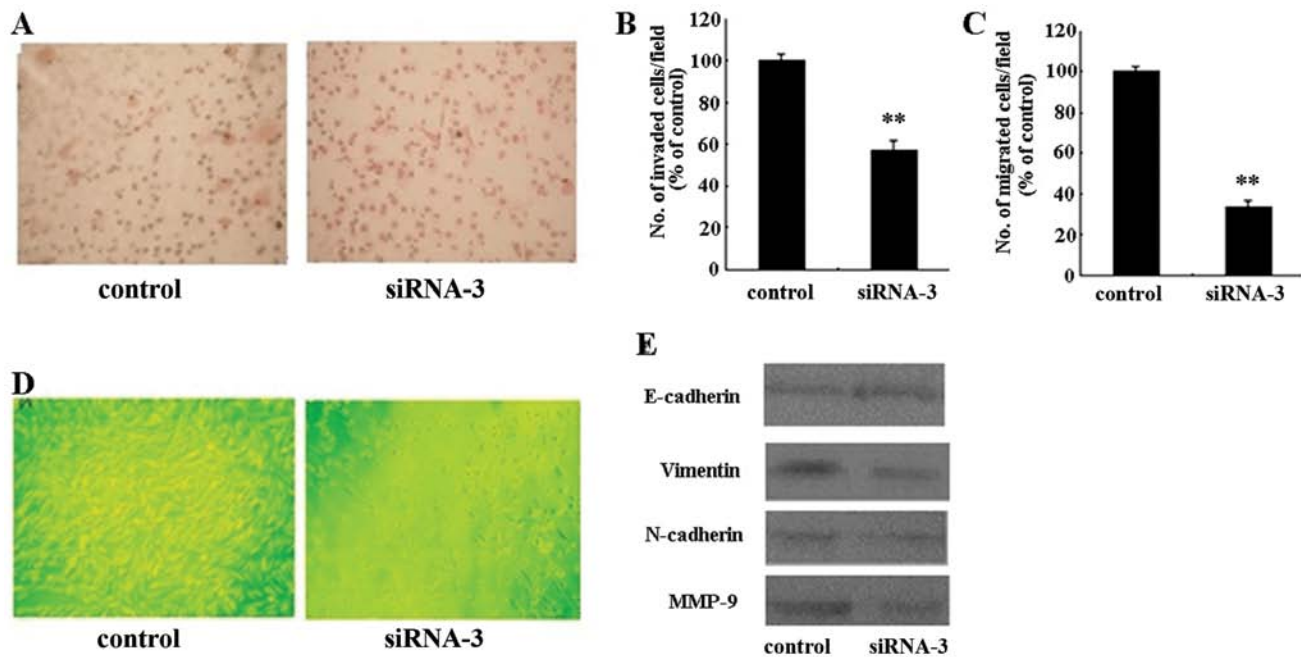 A
control
siRNA-3
B
No. of invaded cells/field
(% of control)
120
100
80
60
40
20
0
**
control
siRNA-3
C
No. of migrated cells/field
(% of control)
120
100
80
60
40
20
0
**
control
siRNA-3
D
control
siRNA-3
E
E-cadherin
Vimentin
N-cadherin
MMP-9
control
siRNA-3